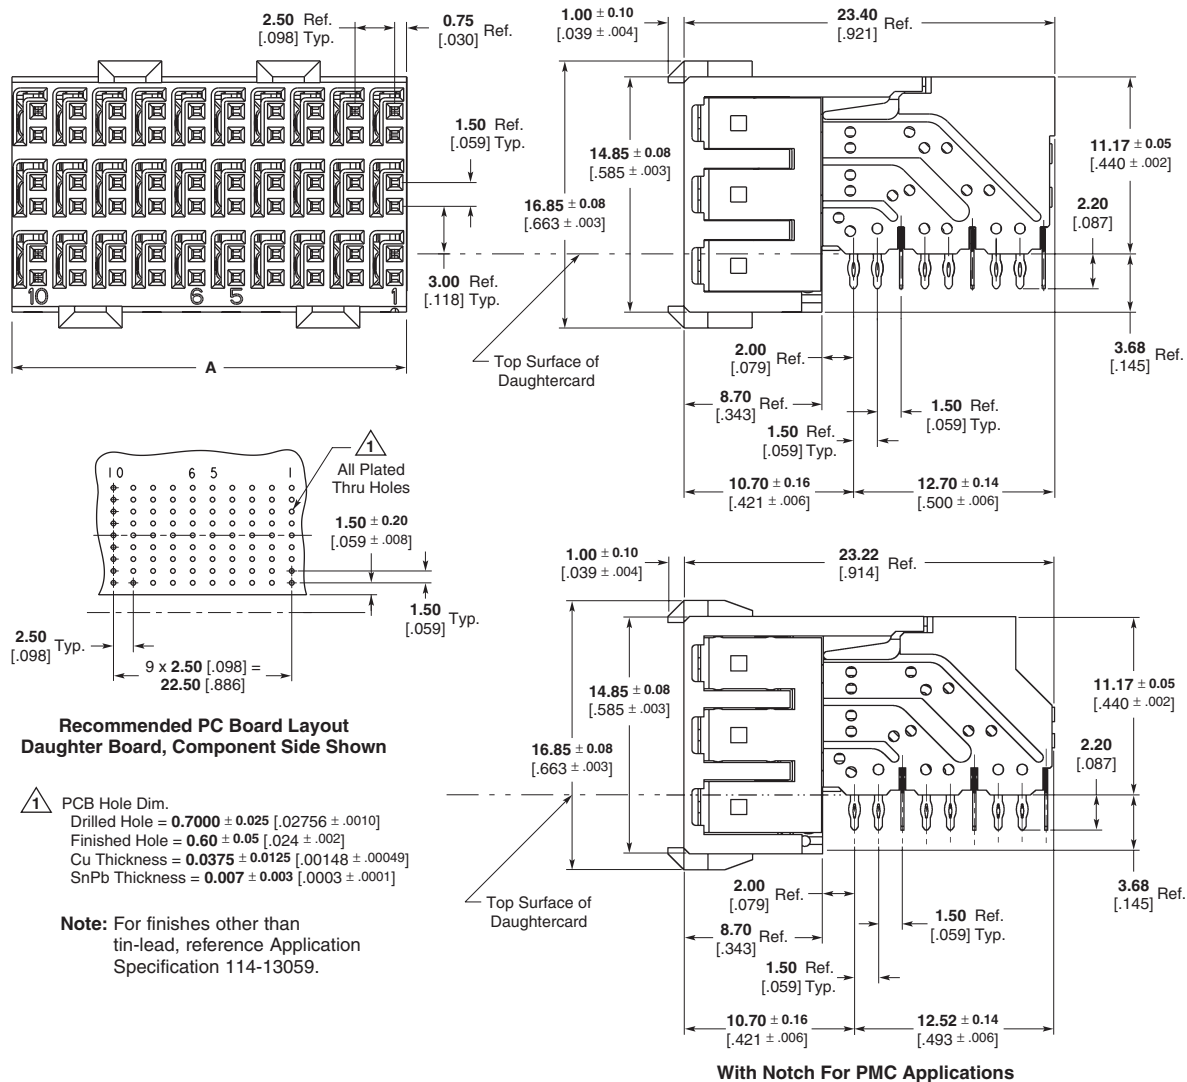 2.50 Ref.
[.098] Typ.
0.75
[.030] Ref.
1.50 Ref.
[.059] Typ.
3.00 Ref.
[.118] Typ.
10 6 5 1
A
1.00 ± 0.10
[.039 ± .004]
23.40
[.921] Ref.
14.85 ± 0.08
[.585 ± .003]
16.85 ± 0.08
[.663 ± .003]
11.17 ± 0.05
[.440 ± .002]
2.20
[.087]
3.68
[.145] Ref.
Top Surface of
Daughtercard
2.00
[.079] Ref.
8.70
[.343] Ref.
1.50 Ref.
[.059] Typ.
1.50 Ref.
[.059] Typ.
10.70 ± 0.16
[.421 ± .006]
12.70 ± 0.14
[.500 ± .006]
10 6 5 1
1
All Plated
Thru Holes
1.50 ± 0.20
[.059 ± .008]
1.50
[.059] Typ.
2.50
[.098] Typ.
9 x 2.50 [.098] =
22.50 [.886]
Recommended PC Board Layout
Daughter Board, Component Side Shown
1 PCB Hole Dim.
Drilled Hole = 0.7000 ± 0.025 [.02756 ± .0010]
Finished Hole = 0.60 ± 0.05 [.024 ± .002]
Cu Thickness = 0.0375 ± 0.0125 [.00148 ± .00049]
SnPb Thickness = 0.007 ± 0.003 [.0003 ± .0001]
Note: For finishes other than
tin-lead, reference Application
Specification 114-13059.
1.00 ± 0.10
[.039 ± .004]
23.22
[.914] Ref.
14.85 ± 0.08
[.585 ± .003]
16.85 ± 0.08
[.663 ± .003]
11.17 ± 0.05
[.440 ± .002]
2.20
[.087]
3.68
[.145] Ref.
Top Surface of
Daughtercard
2.00
[.079] Ref.
8.70
[.343] Ref.
1.50 Ref.
[.059] Typ.
1.50 Ref.
[.059] Typ.
10.70 ± 0.16
[.421 ± .006]
12.52 ± 0.14
[.493 ± .006]
With Notch For PMC Applications